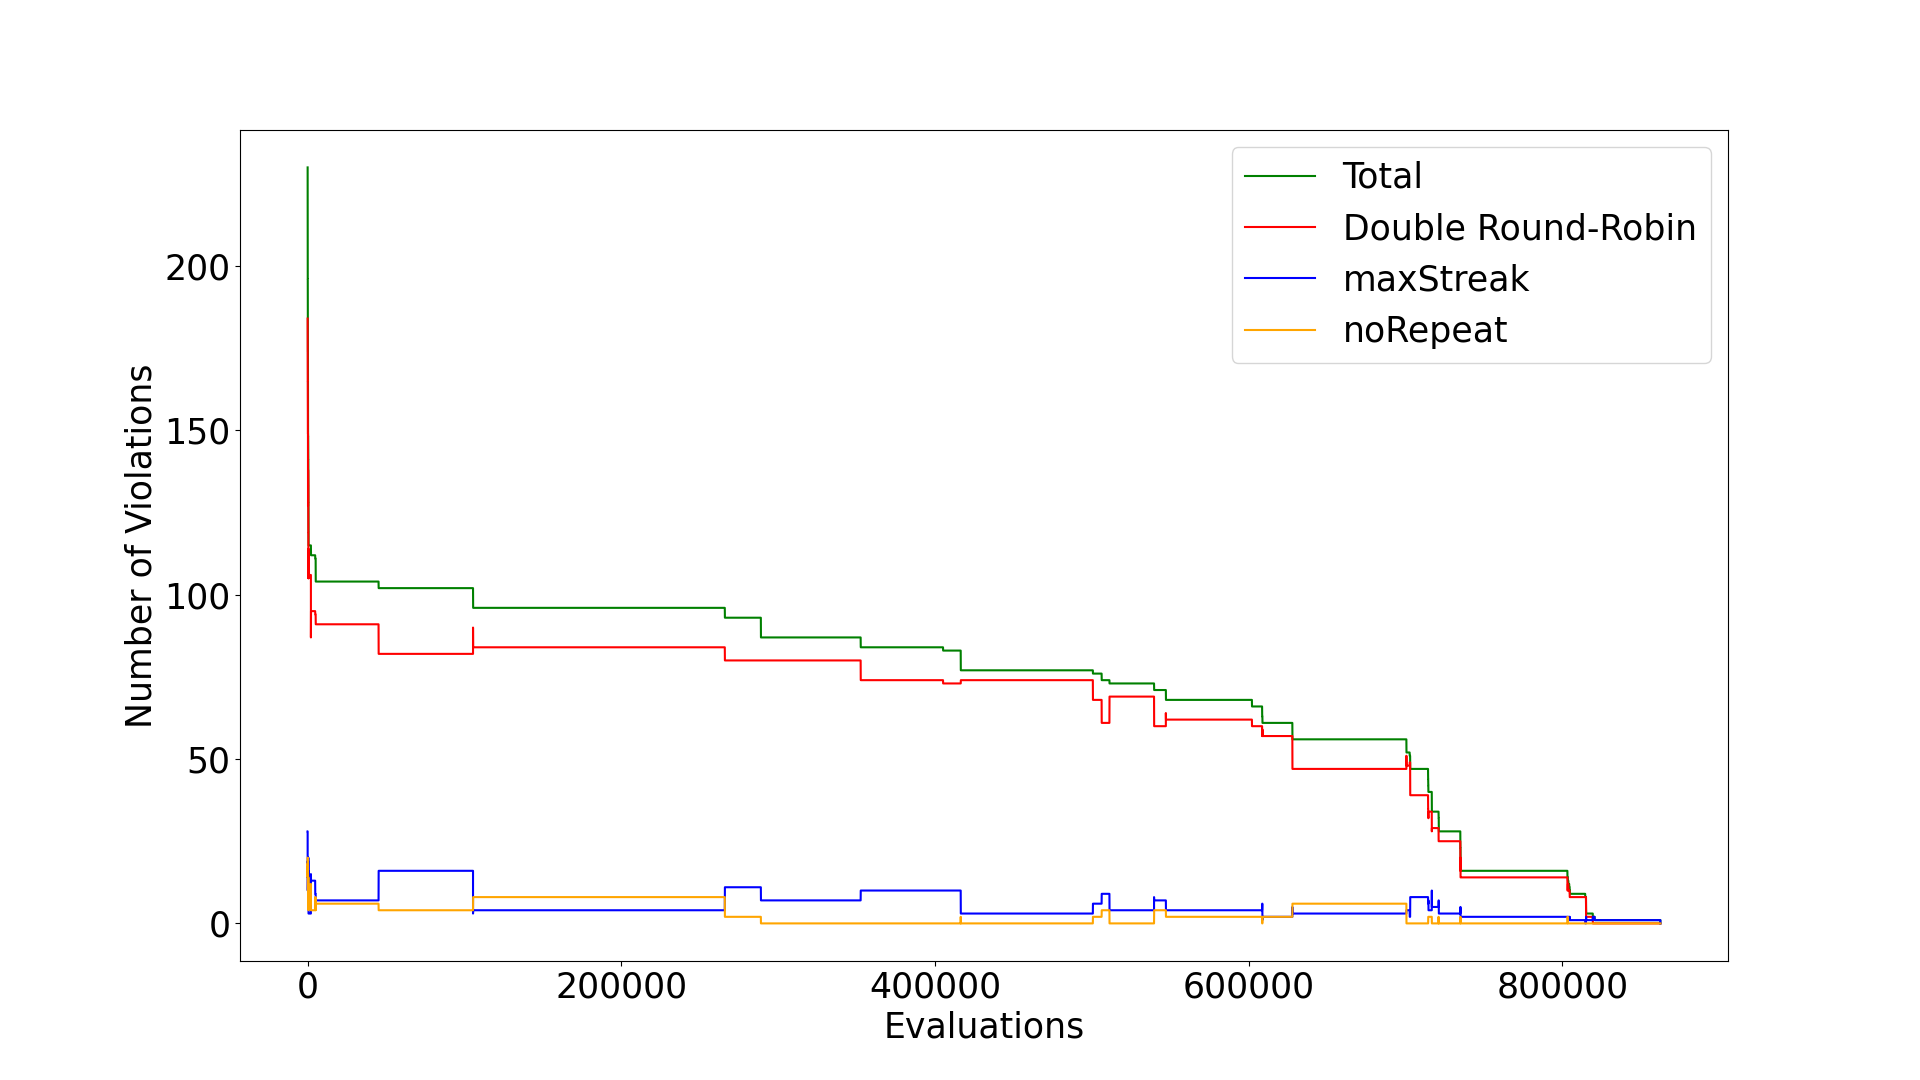 Total
Double Round-Robin
maxStreak
noRepeat
Number of Violations
200
150
100
50
0
0 200000 400000 600000 800000
Evaluations